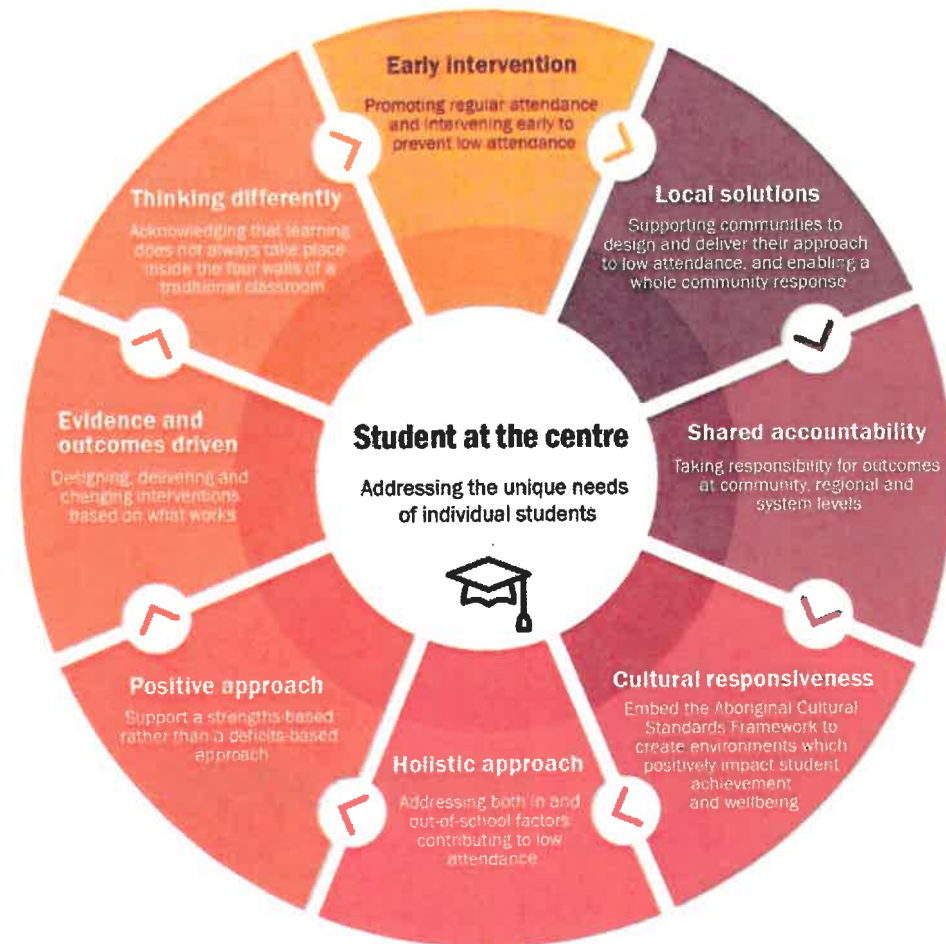 Early intervention
Promoting regular attendance
and intervening early to
prevent low attendance
Local solutions
Supporting communities to
design and deliver their approach
to low attendance, and enabling a
whole community response
Shared accountability
Taking responsibility for outcomes
at community, regional and
system levels
Cultural responsiveness
Embed the Aboriginal Cultural
Standards Framework to
create environments which
positively impact student
achievement
and wellbeing
Holistic approach
Addressing both in and
out-of-school factors
contributing to low
attendance
Positive approach
Support a strengths-based
rather than a deficits-based
approach
Evidence and
outcomes driven
Designing, delivering and
changing interventions
based on what works
Thinking differently
Acknowledging that learning
does not always take place
inside the four walls of a
traditional classroom
Student at the centre
Addressing the unique needs
of individual students